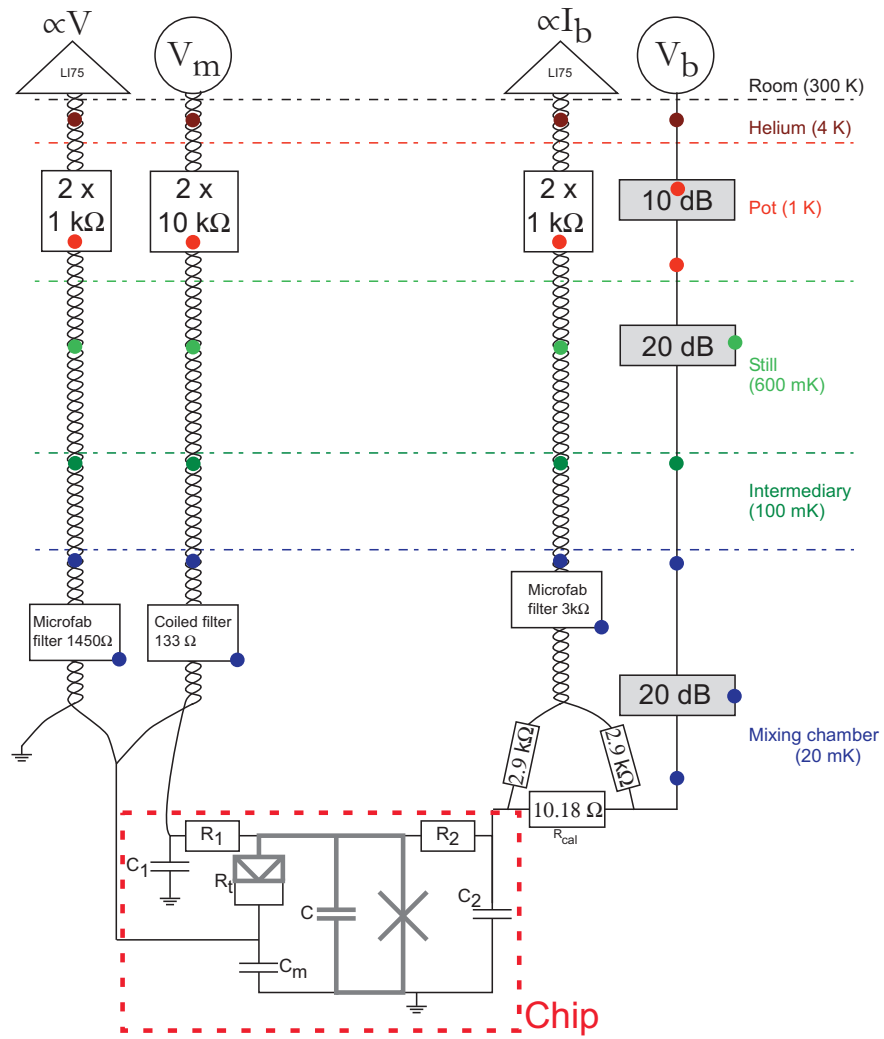 ∝V
V_m
∝I_b
V_b
LI75
LI75
Room (300 K)
Helium (4 K)
2 x
1 kΩ
2 x
10 kΩ
2 x
1 kΩ
10 dB
Pot (1 K)
20 dB
Still
(600 mK)
Intermediary
(100 mK)
Microfab
filter 1450Ω
Coiled filter
133 Ω
Microfab
filter 3kΩ
20 dB
Mixing chamber
(20 mK)
2.9 kΩ
2.9 kΩ
10.18 Ω
R_cal
R_1
R_2
C_1
R_t
C
C_2
C_m
Chip